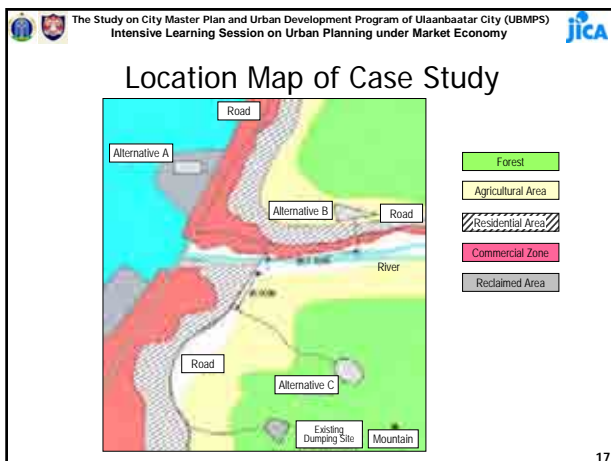 The Study on City Master Plan and Urban Development Program of Ulaanbaatar City (UBMPS)
Intensive Learning Session on Urban Planning under Market Economy
jICA
Location Map of Case Study
Road
Alternative A
Alternative B
Road
River
Road
Alternative C
Existing
Dumping Site
Mountain
Forest
Agricultural Area
Residential Area
Commercial Zone
Reclaimed Area
17